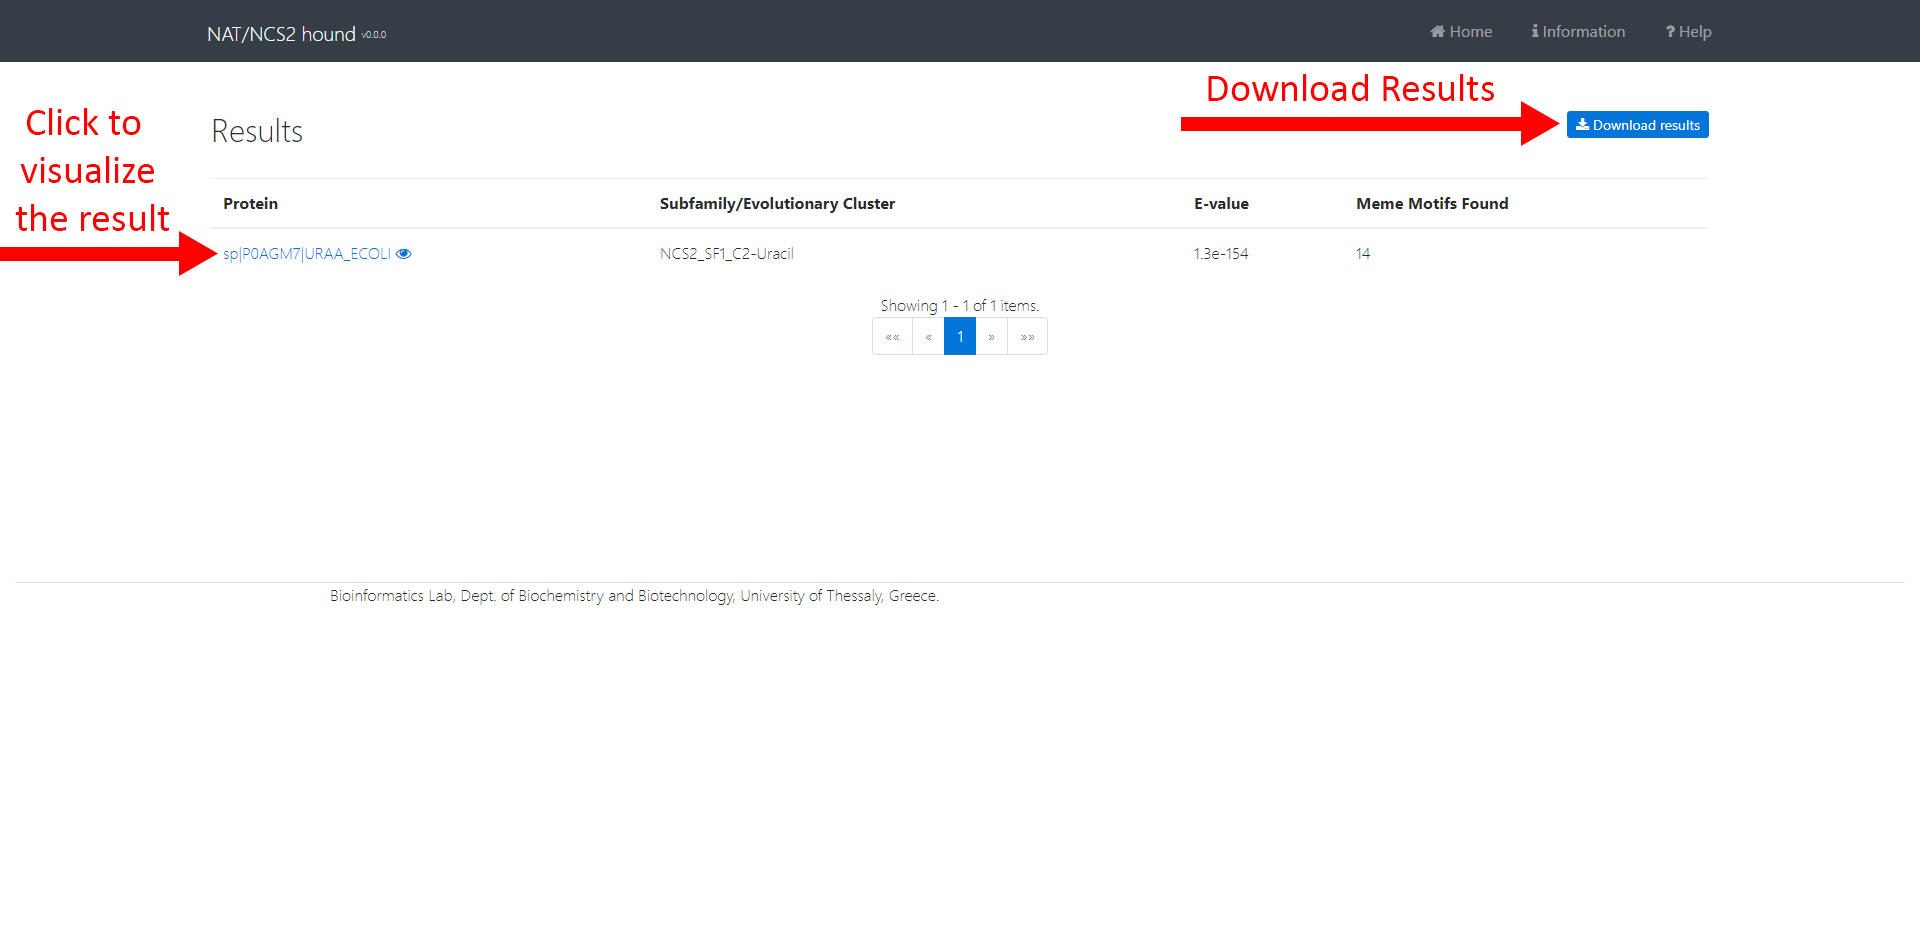 NAT/NCS2 hound v0.0.0
Home Information ? Help
Download Results
Click to
visualize
the result
Results
Download results
Protein Subfamily/Evolutionary Cluster E-value Meme Motifs Found
sp|P0AGM7|URAA_ECOLI NCS2_SF1_C2-Uracil 1.3e-154 14
Showing 1 - 1 of 1 items.
«« « 1 » »»
Bioinformatics Lab, Dept. of Biochemistry and Biotechnology, University of Thessaly, Greece.